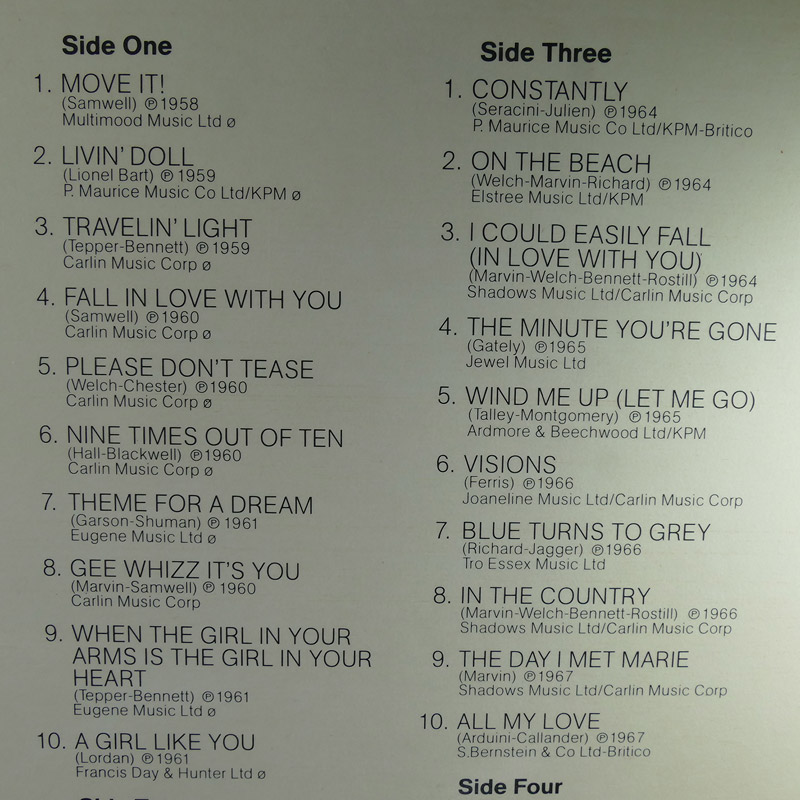 Side One
1. MOVE IT!
(Samwell) ℗1958
Multimood Music Ltd ø
2. LIVIN' DOLL
(Lionel Bart) ℗1959
P. Maurice Music Co Ltd/KPM ø
3. TRAVELIN' LIGHT
(Tepper-Bennett) ℗1959
Carlin Music Corp ø
4. FALL IN LOVE WITH YOU
(Samwell) ℗1960
Carlin Music Corp ø
5. PLEASE DON'T TEASE
(Welch-Chester) ℗1960
Carlin Music Corp ø
6. NINE TIMES OUT OF TEN
(Hall-Blackwell) ℗1960
Carlin Music Corp ø
7. THEME FOR A DREAM
(Garson-Shuman) ℗1961
Eugene Music Ltd ø
8. GEE WHIZZ IT'S YOU
(Marvin-Samwell) ℗ 1960
Carlin Music Corp
9. WHEN THE GIRL IN YOUR
ARMS IS THE GIRL IN YOUR
HEART
(Tepper-Bennett) ℗1961
Eugene Music Ltd ø
10. A GIRL LIKE YOU
(Lordan) ℗1961
Francis Day & Hunter Ltd ø
Side
Side Three
1. CONSTANTLY
(Seracini-Julien) ℗1964
P. Maurice Music Co Ltd/KPM-Britico
2. ON THE BEACH
(Welch-Marvin-Richard) ℗1964
Elstree Music Ltd/KPM
3. I COULD EASILY FALL
(IN LOVE WITH YOU)
(Marvin-Welch-Bennett-Rostill) ℗1964
Shadows Music Ltd/Carlin Music Corp
4. THE MINUTE YOU'RE GONE
(Gately) ℗1965
Jewel Music Ltd
5. WIND ME UP (LET ME GO)
(Talley-Montgomery) ℗1965
Ardmore & Beechwood Ltd/KPM
6. VISIONS
(Ferris) ℗1966
Joaneline Music Ltd/Carlin Music Corp
7. BLUE TURNS TO GREY
(Richard-Jagger) ℗1966
Tro Essex Music Ltd
8. IN THE COUNTRY
(Marvin-Welch-Bennett-Rostill) ℗1966
Shadows Music Ltd/Carlin Music Corp
9. THE DAY I MET MARIE
(Marvin) ℗1967
Shadows Music Ltd/Carlin Music Corp
10. ALL MY LOVE
(Arduini-Callander) ℗1967
S.Bernstein & Co Ltd-Britico
Side Four